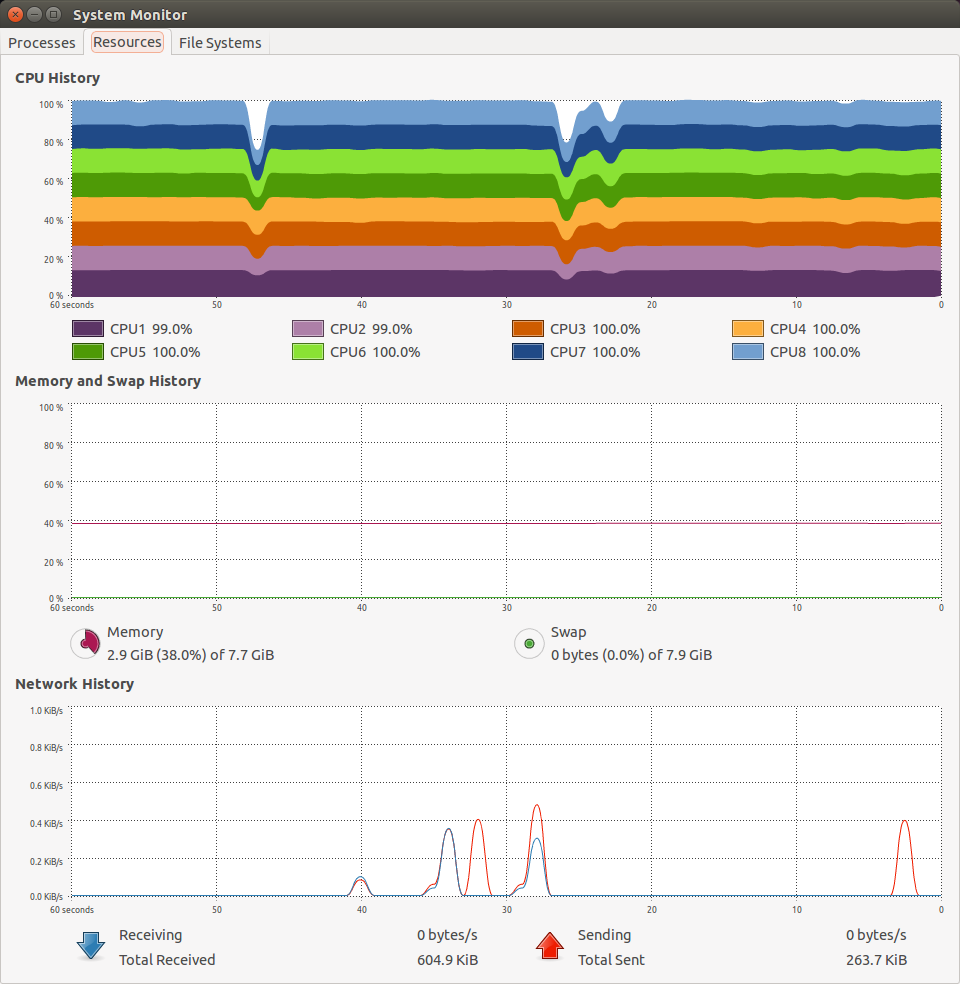 System Monitor
Processes Resources File Systems
CPU History
100 %
80 %
60 %
40 %
20 %
0 %
60 seconds 50 40 30 20 10 0
CPU1 99.0% CPU2 99.0% CPU3 100.0% CPU4 100.0%
CPU5 100.0% CPU6 100.0% CPU7 100.0% CPU8 100.0%
Memory and Swap History
100 %
80 %
60 %
40 %
20 %
0 %
60 seconds 50 40 30 20 10 0
Memory Swap
2.9 GiB (38.0%) of 7.7 GiB 0 bytes (0.0%) of 7.9 GiB
Network History
1.0 KiB/s
0.8 KiB/s
0.6 KiB/s
0.4 KiB/s
0.2 KiB/s
0.0 KiB/s
60 seconds 50 40 30 20 10 0
Receiving 0 bytes/s Sending 0 bytes/s
Total Received 604.9 KiB Total Sent 263.7 KiB